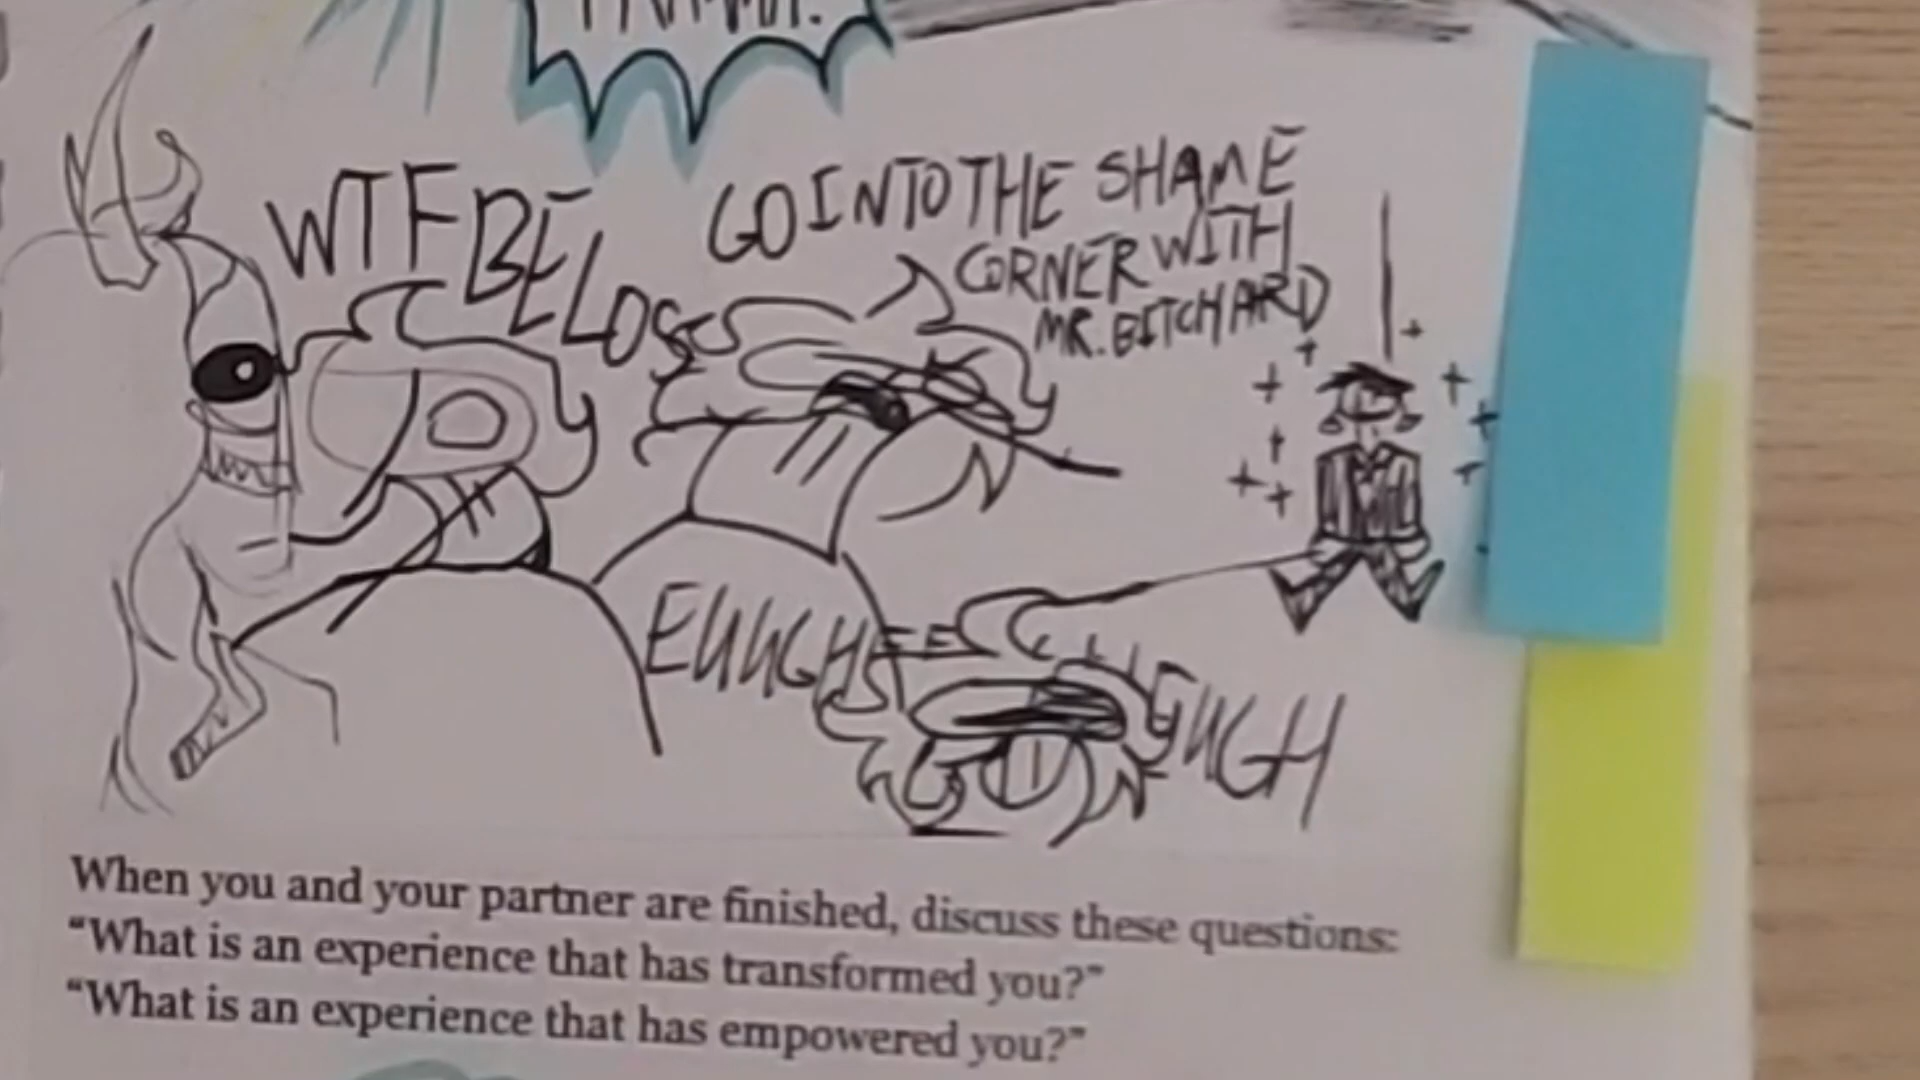 WTF BELOS
GO INTO THE SHAME
CORNER WITH
MR. BITCHARD
EUUGH
EUGH
When you and your partner are finished, discuss these questions:
“What is an experience that has transformed you?”
“What is an experience that has empowered you?”